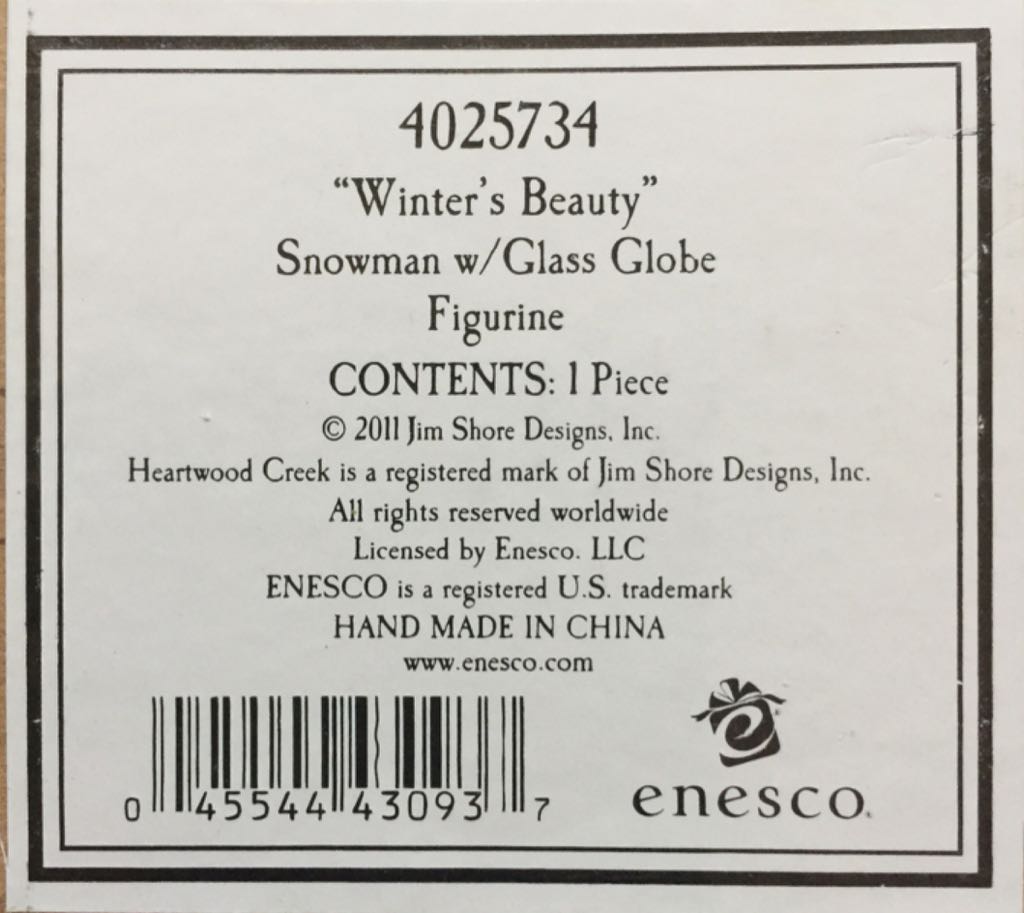 4025734
“Winter's Beauty”
Snowman w/Glass Globe
Figurine
CONTENTS: 1 Piece
© 2011 Jim Shore Designs, Inc.
Heartwood Creek is a registered mark of Jim Shore Designs, Inc.
All rights reserved worldwide
Licensed by Enesco. LLC
ENESCO is a registered U.S. trademark
HAND MADE IN CHINA
www.enesco.com
0 45544 43093 7
enesco.